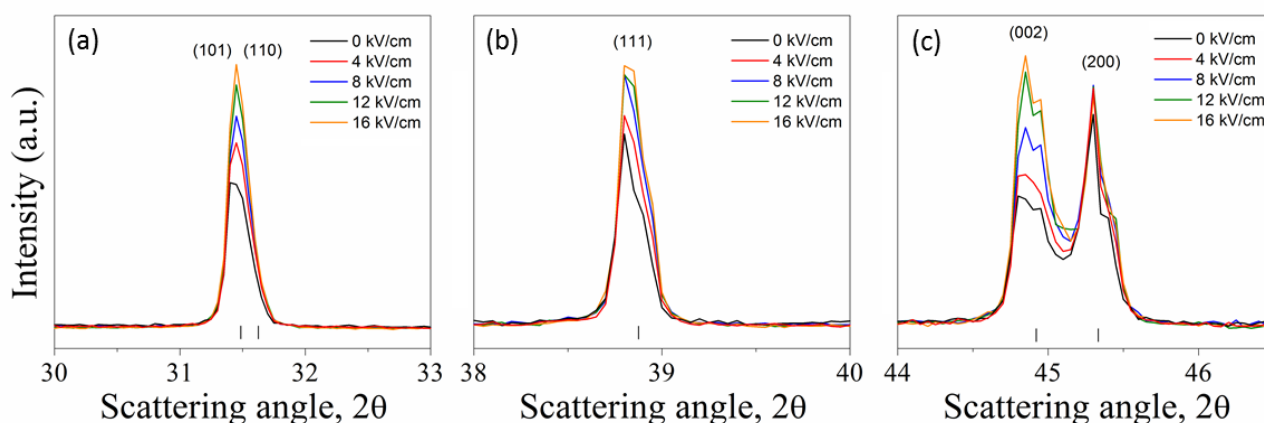 Intensity (a.u.)
(a)
(101) (110)
0 kV/cm
4 kV/cm
8 kV/cm
12 kV/cm
16 kV/cm
30 31 32 33
Scattering angle, 2θ
(b)
(111)
0 kV/cm
4 kV/cm
8 kV/cm
12 kV/cm
16 kV/cm
38 39 40
Scattering angle, 2θ
(c)
(002)
(200)
0 kV/cm
4 kV/cm
8 kV/cm
12 kV/cm
16 kV/cm
44 45 46
Scattering angle, 2θ